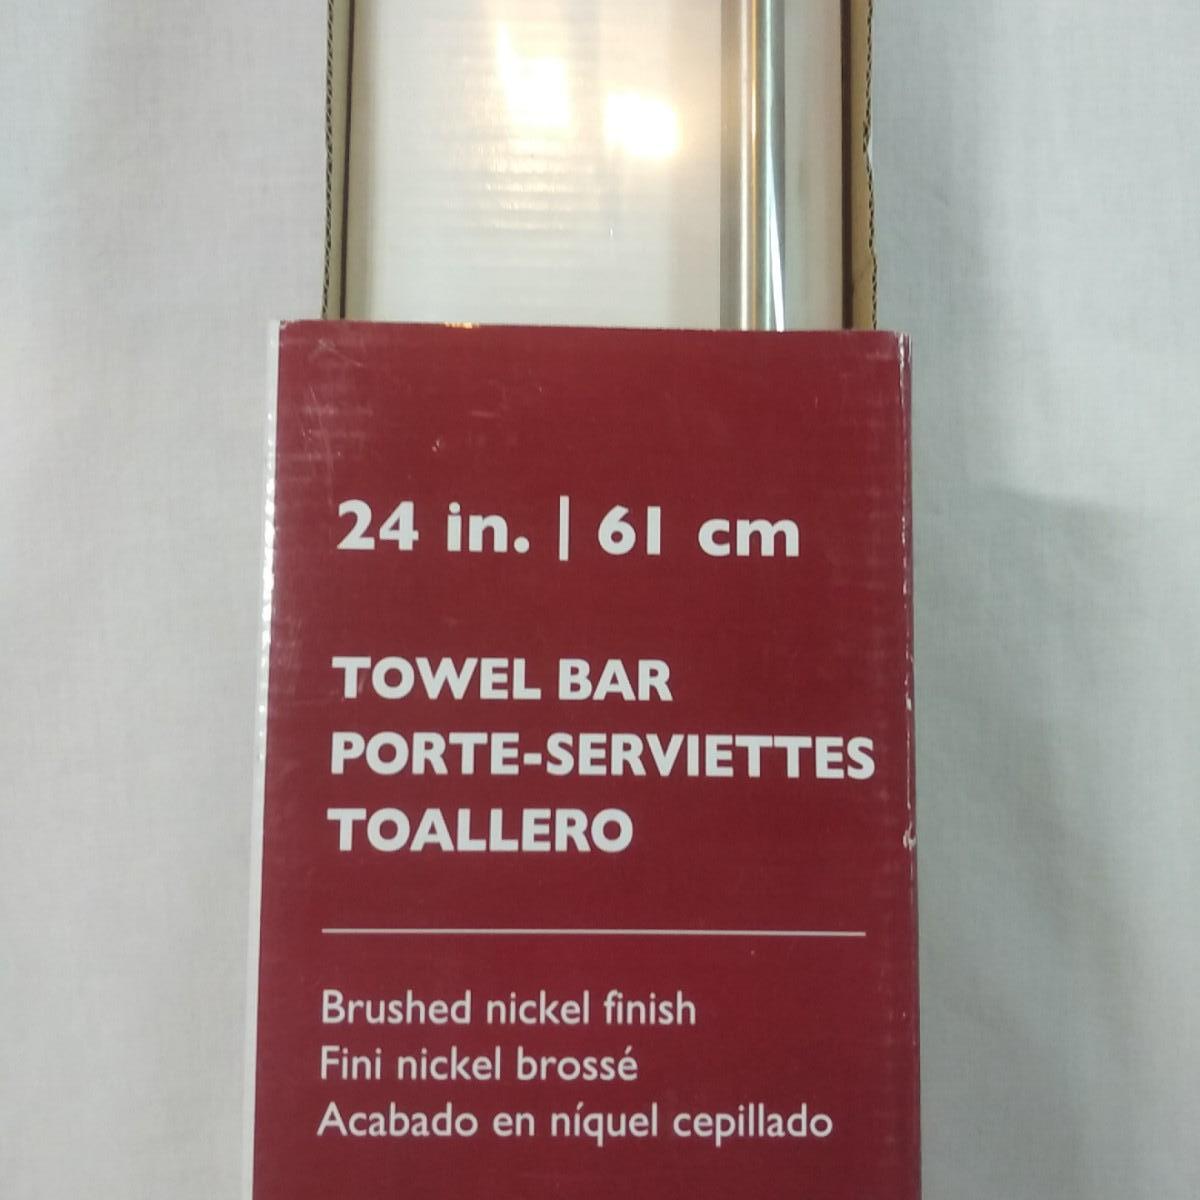 24 in. | 61 cm
TOWEL BAR
PORTE-SERVIETTES
TOALLERO
Brushed nickel finish
Fini nickel brossé
Acabado en níquel cepillado